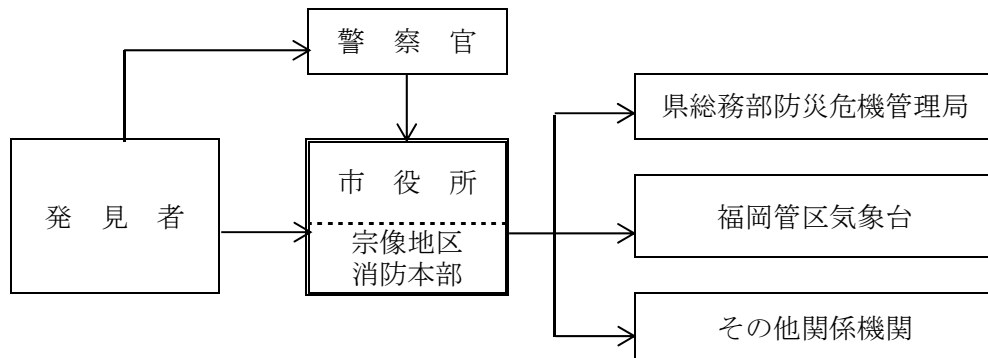 警　察　官
県総務部防災危機管理局
発　見　者
市　役　所
宗像地区
消防本部
福岡管区気象台
その他関係機関